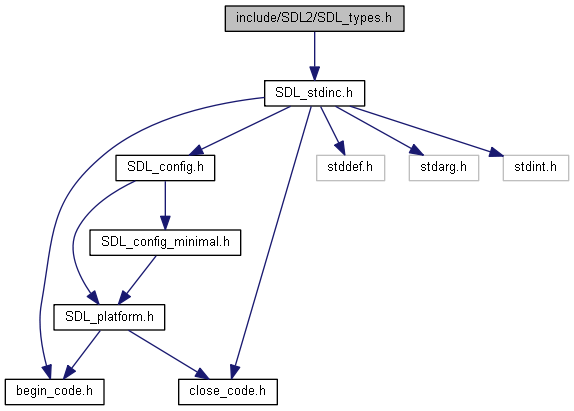 include/SDL2/SDL_types.h
SDL_stdinc.h
SDL_config.h
stddef.h
stdarg.h
stdint.h
SDL_config_minimal.h
SDL_platform.h
begin_code.h
close_code.h